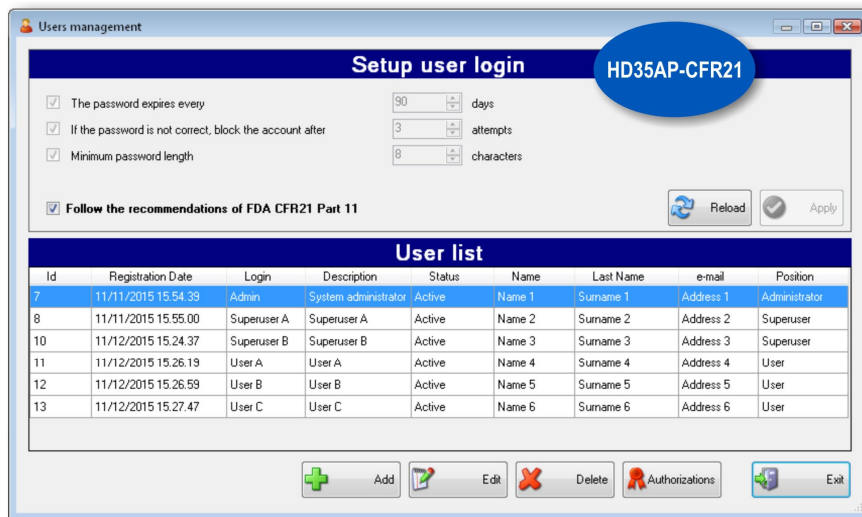 Users management
Setup user login
HD35AP-CFR21
The password expires every 90 days
If the password is not correct, block the account after 3 attempts
Minimum password length 8 characters
Follow the recommendations of FDA CFR21 Part 11
Reload Apply
User list
Id Registration Date Login Description Status Name Last Name e-mail Position
7 11/11/2015 15.54.39 Admin System administrator Active Name 1 Surname 1 Address 1 Administrator
8 11/11/2015 15.55.00 Superuser A Superuser A Active Name 2 Surname 2 Address 2 Superuser
10 11/12/2015 15.24.37 Superuser B Superuser B Active Name 3 Surname 3 Address 3 Superuser
11 11/12/2015 15.26.19 User A User A Active Name 4 Surname 4 Address 4 User
12 11/12/2015 15.26.59 User B User B Active Name 5 Surname 5 Address 5 User
13 11/12/2015 15.27.47 User C User C Active Name 6 Surname 6 Address 6 User
Add Edit Delete Authorizations Exit